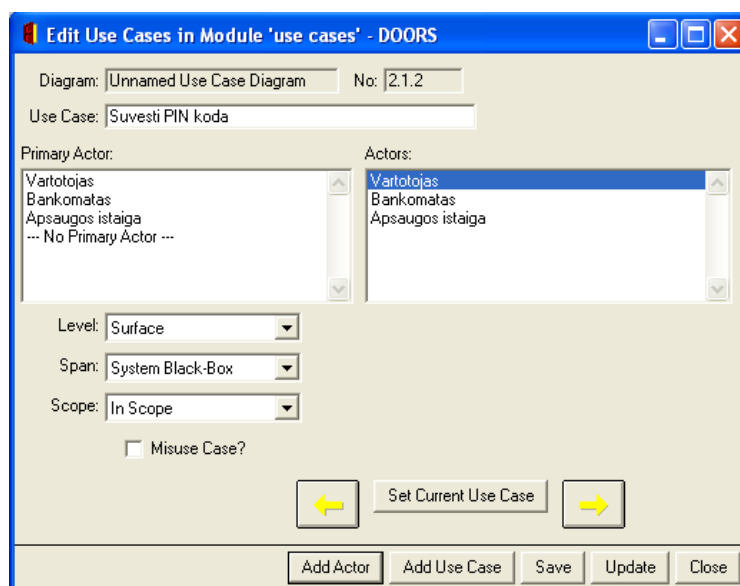 Edit Use Cases in Module 'use cases' - DOORS
Diagram: Unnamed Use Case Diagram No: 2.1.2
Use Case: Suvesti PIN koda
Primary Actor: Actors:
Vartotojas Vartotojas
Bankomatas Bankomatas
Apsaugos istaiga Apsaugos istaiga
--- No Primary Actor ---
Level: Surface
Span: System Black-Box
Scope: In Scope
Misuse Case?
Set Current Use Case
Add Actor Add Use Case Save Update Close